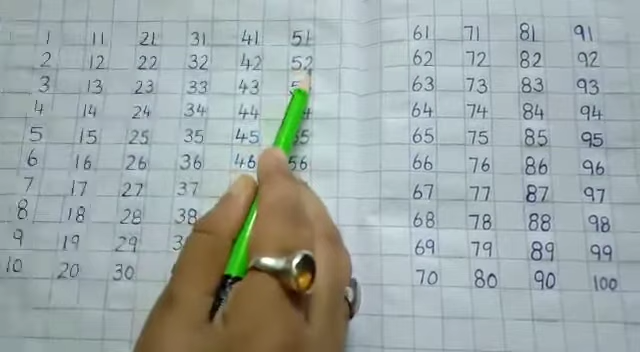 1 11 21 31 41 51 61 71 81 91
2 12 22 32 42 52 62 72 82 92
3 13 23 33 43 63 73 83 93
4 14 24 34 44 64 74 84 94
5 15 25 35 45 65 75 85 95
6 16 26 36 46 56 66 76 86 96
7 17 27 37 67 77 87 97
8 18 28 38 68 78 88 98
9 19 29 69 79 89 99
10 20 30 70 80 90 100